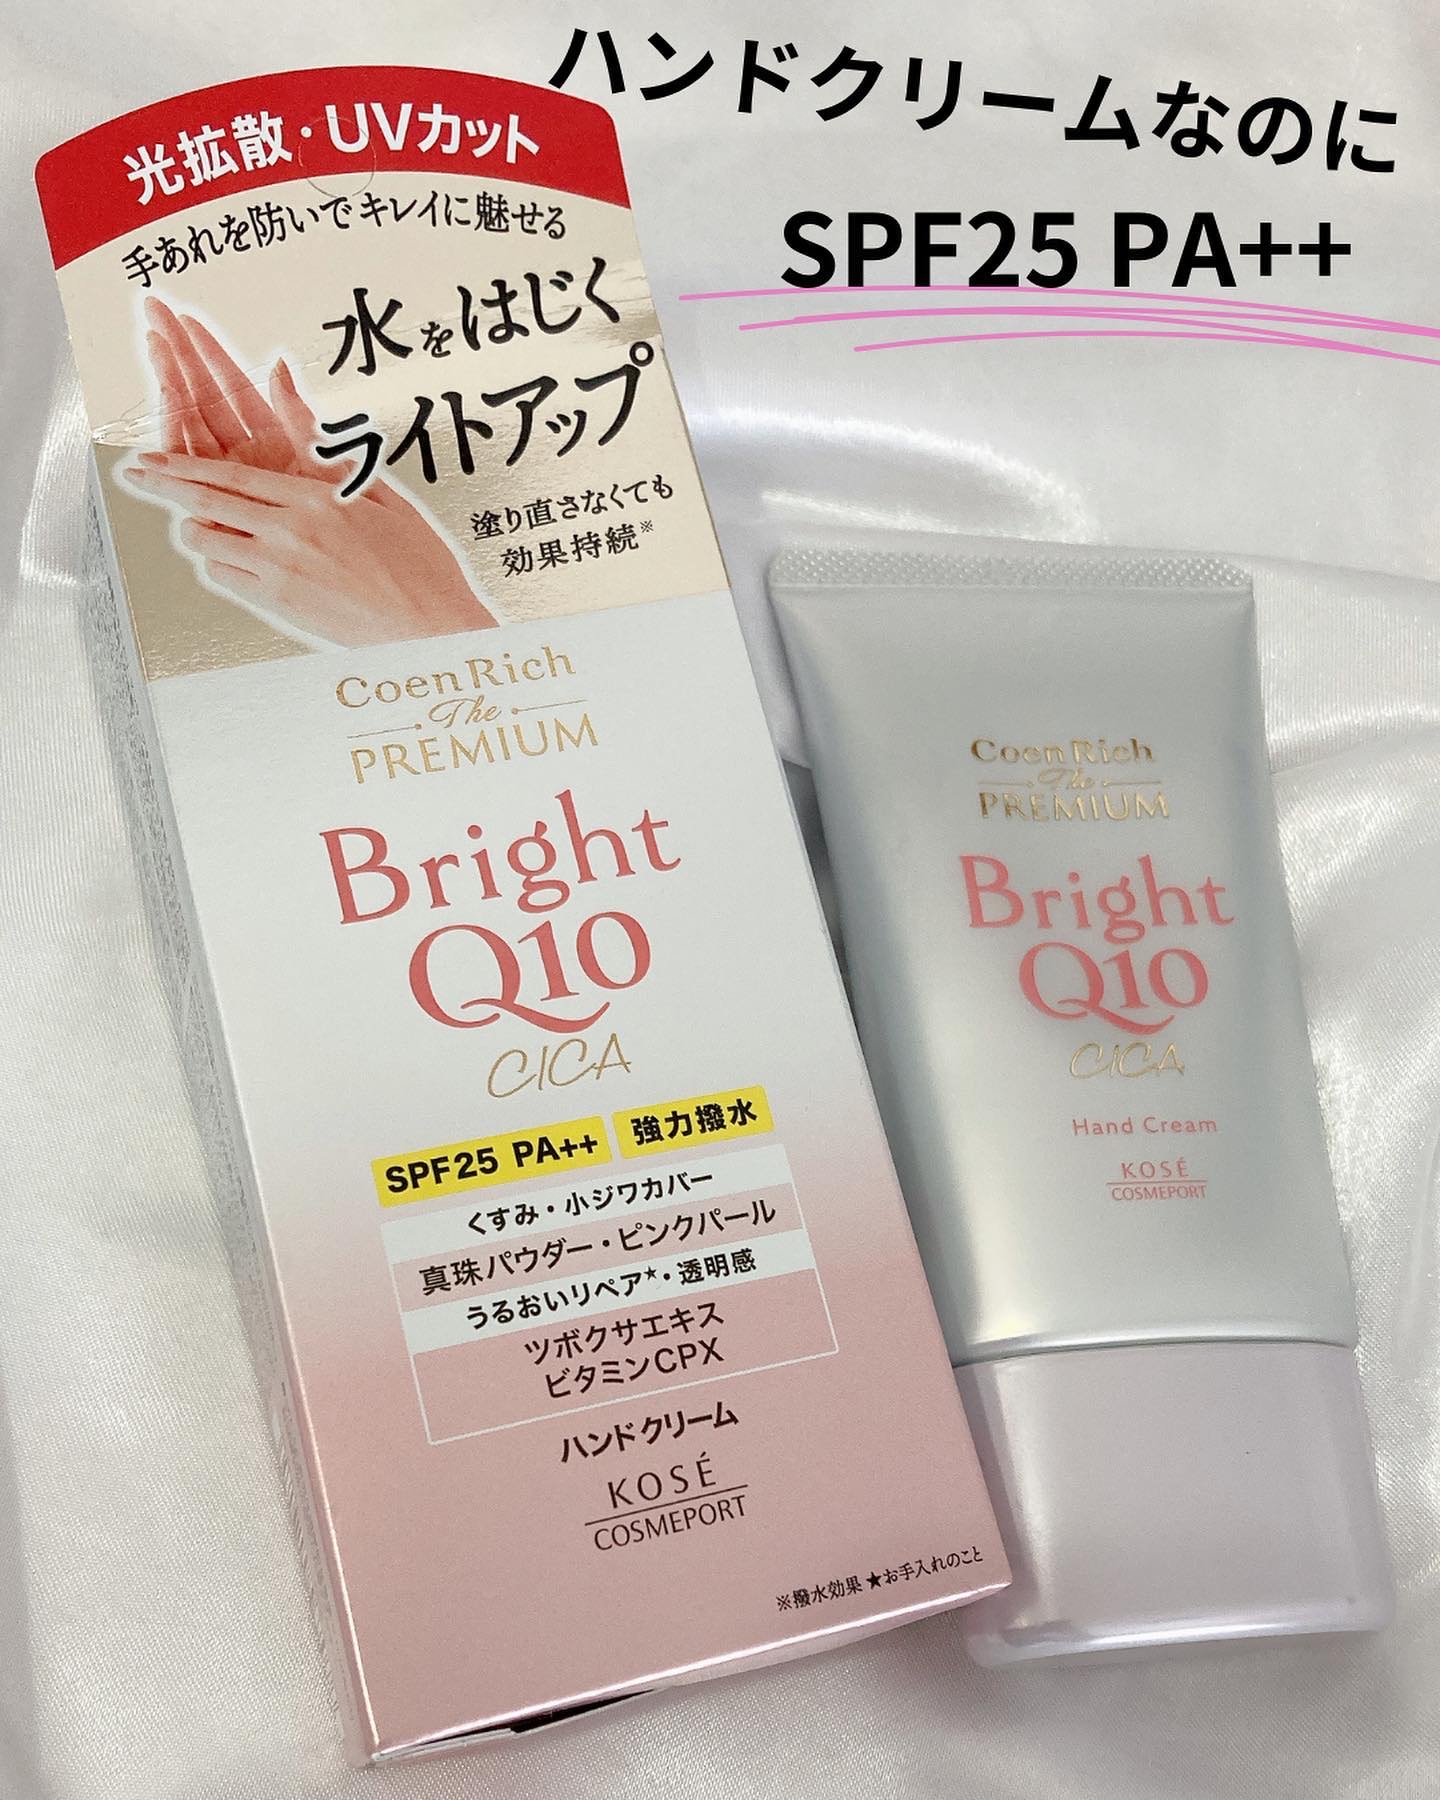 ハンドクリームなのに
SPF25 PA++
光拡散・UVカット
手あれを防いでキレイに魅せる
水をはじく
ライトアップ
塗り直さなくても
効果持続※
Coen Rich
The
PREMIUM
Bright
Q10
CICA
SPF25 PA++ 強力撥水
くすみ・小ジワカバー
真珠パウダー・ピンクパール
うるおいリペア★・透明感
ツボクサエキス
ビタミンCPX
ハンドクリーム
KOSÉ
COSMEPORT
※撥水効果 ★お手入れのこと
Coen Rich
The
PREMIUM
Bright
Q10
CICA
Hand Cream
KOSÉ
COSMEPORT